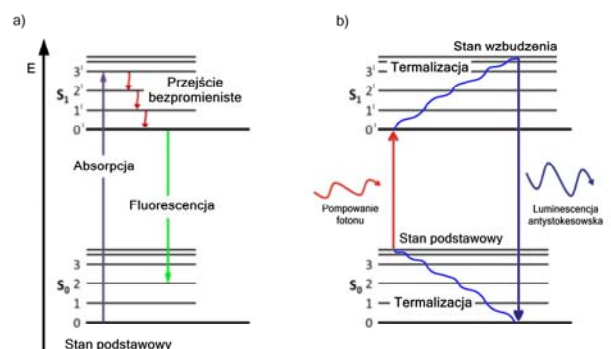 a)
E
3'
2'
1'
0'
S₁
Przejście
bezpromieniste
Absorpcja
Fluorescencja
3
2
1
0
S₀
Stan podstawowy
b)
Stan wzbudzenia
Termalizacja
3'
2'
1'
0'
S₁
Pompowanie
fotonu
Luminescencja
antystokesowska
Stan podstawowy
3
2
1
0
S₀
Termalizacja